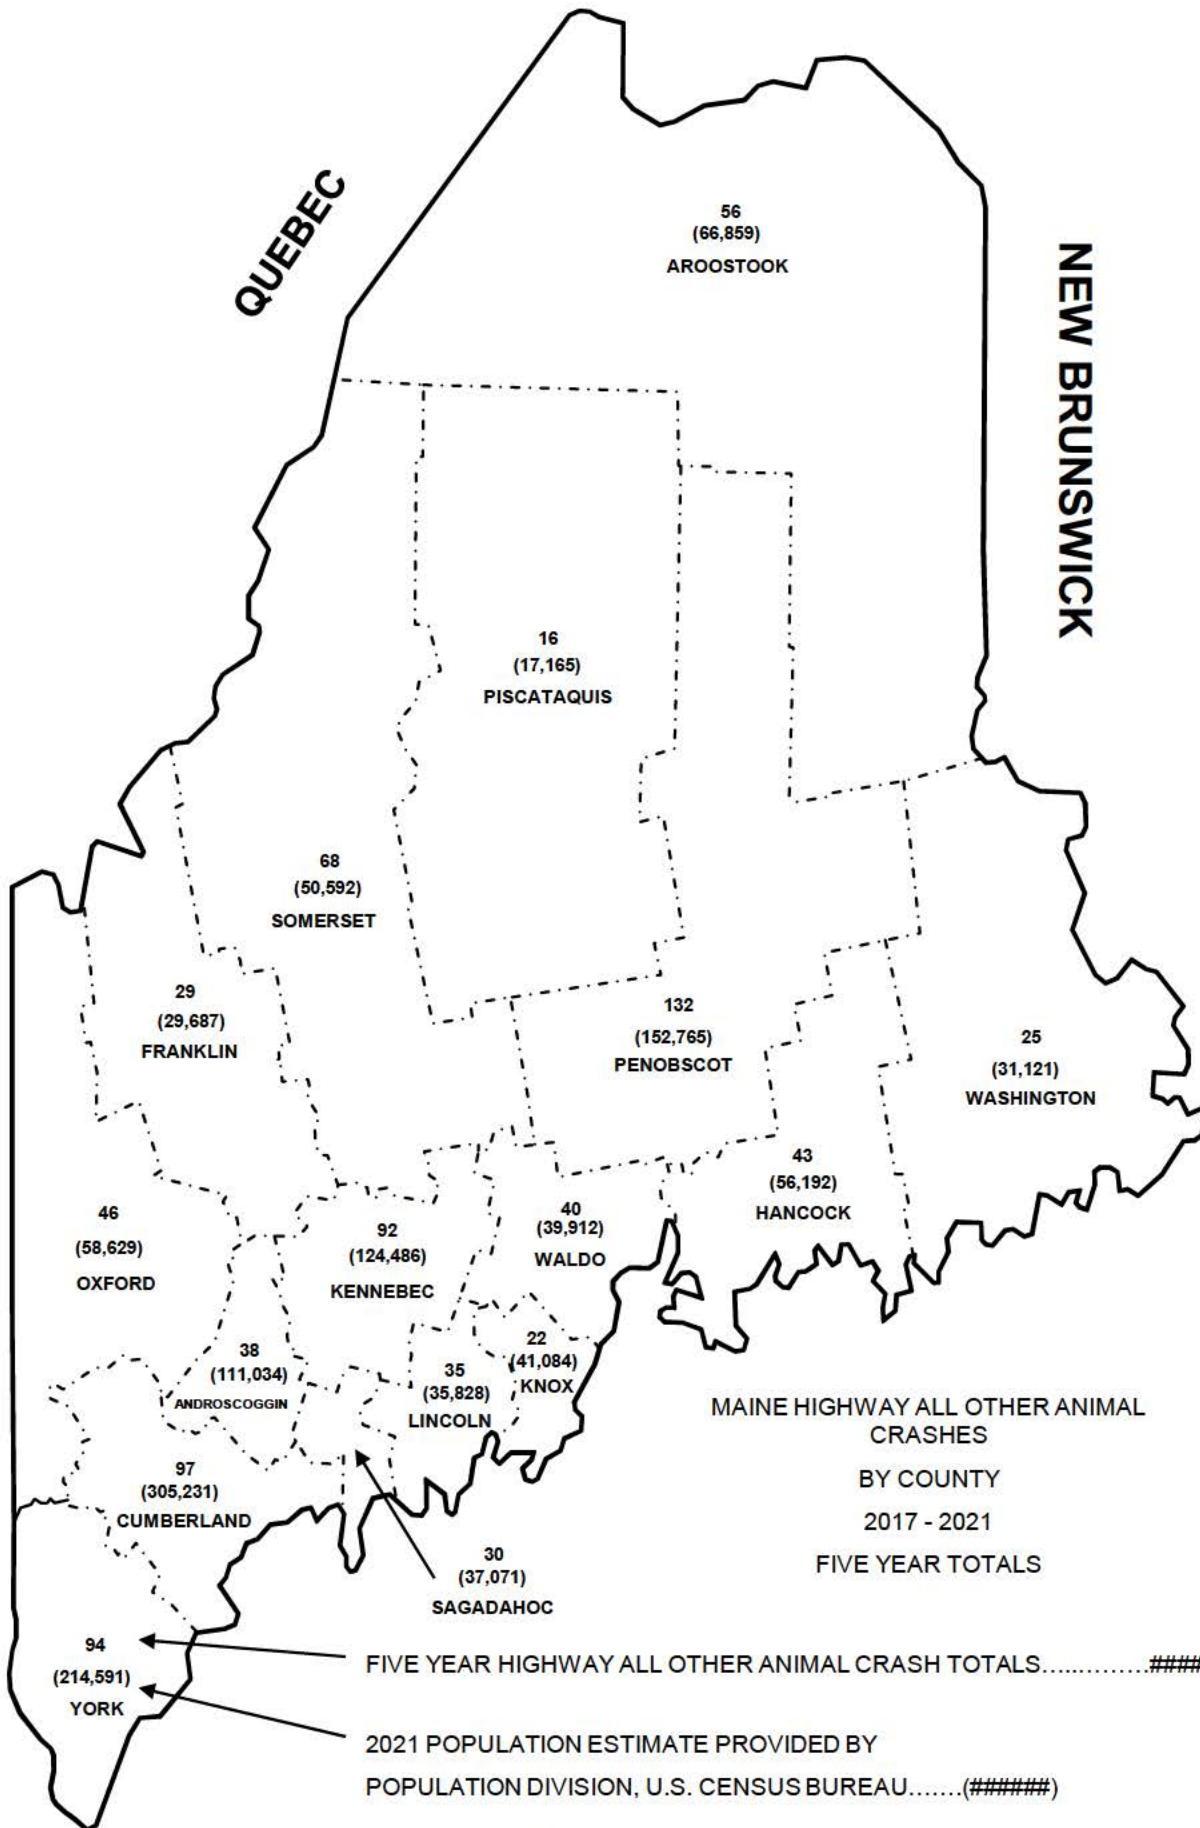 QUEBEC
NEW BRUNSWICK
56
(66,859)
AROOSTOOK
16
(17,165)
PISCATAQUIS
68
(50,592)
SOMERSET
29
(29,687)
FRANKLIN
132
(152,765)
PENOBSCOT
25
(31,121)
WASHINGTON
43
(56,192)
HANCOCK
46
(58,629)
OXFORD
92
(124,486)
KENNEBEC
40
(39,912)
WALDO
38
(111,034)
ANDROSCOGGIN
35
(35,828)
LINCOLN
22
(41,084)
KNOX
97
(305,231)
CUMBERLAND
30
(37,071)
SAGADAHOC
94
(214,591)
YORK
MAINE HIGHWAY ALL OTHER ANIMAL
CRASHES
BY COUNTY
2017 - 2021
FIVE YEAR TOTALS
FIVE YEAR HIGHWAY ALL OTHER ANIMAL CRASH TOTALS..............####
2021 POPULATION ESTIMATE PROVIDED BY
POPULATION DIVISION, U.S. CENSUS BUREAU.......(######)